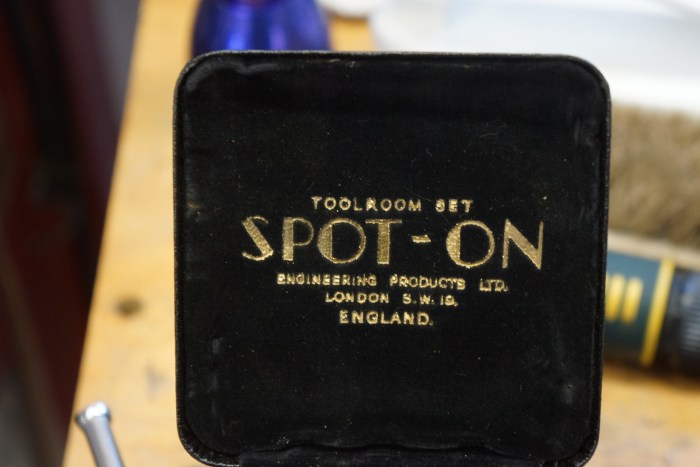 TOOLROOM SET
SPOT-ON
ENGINEERING PRODUCTS LTD.
LONDON S.W.19.
ENGLAND.